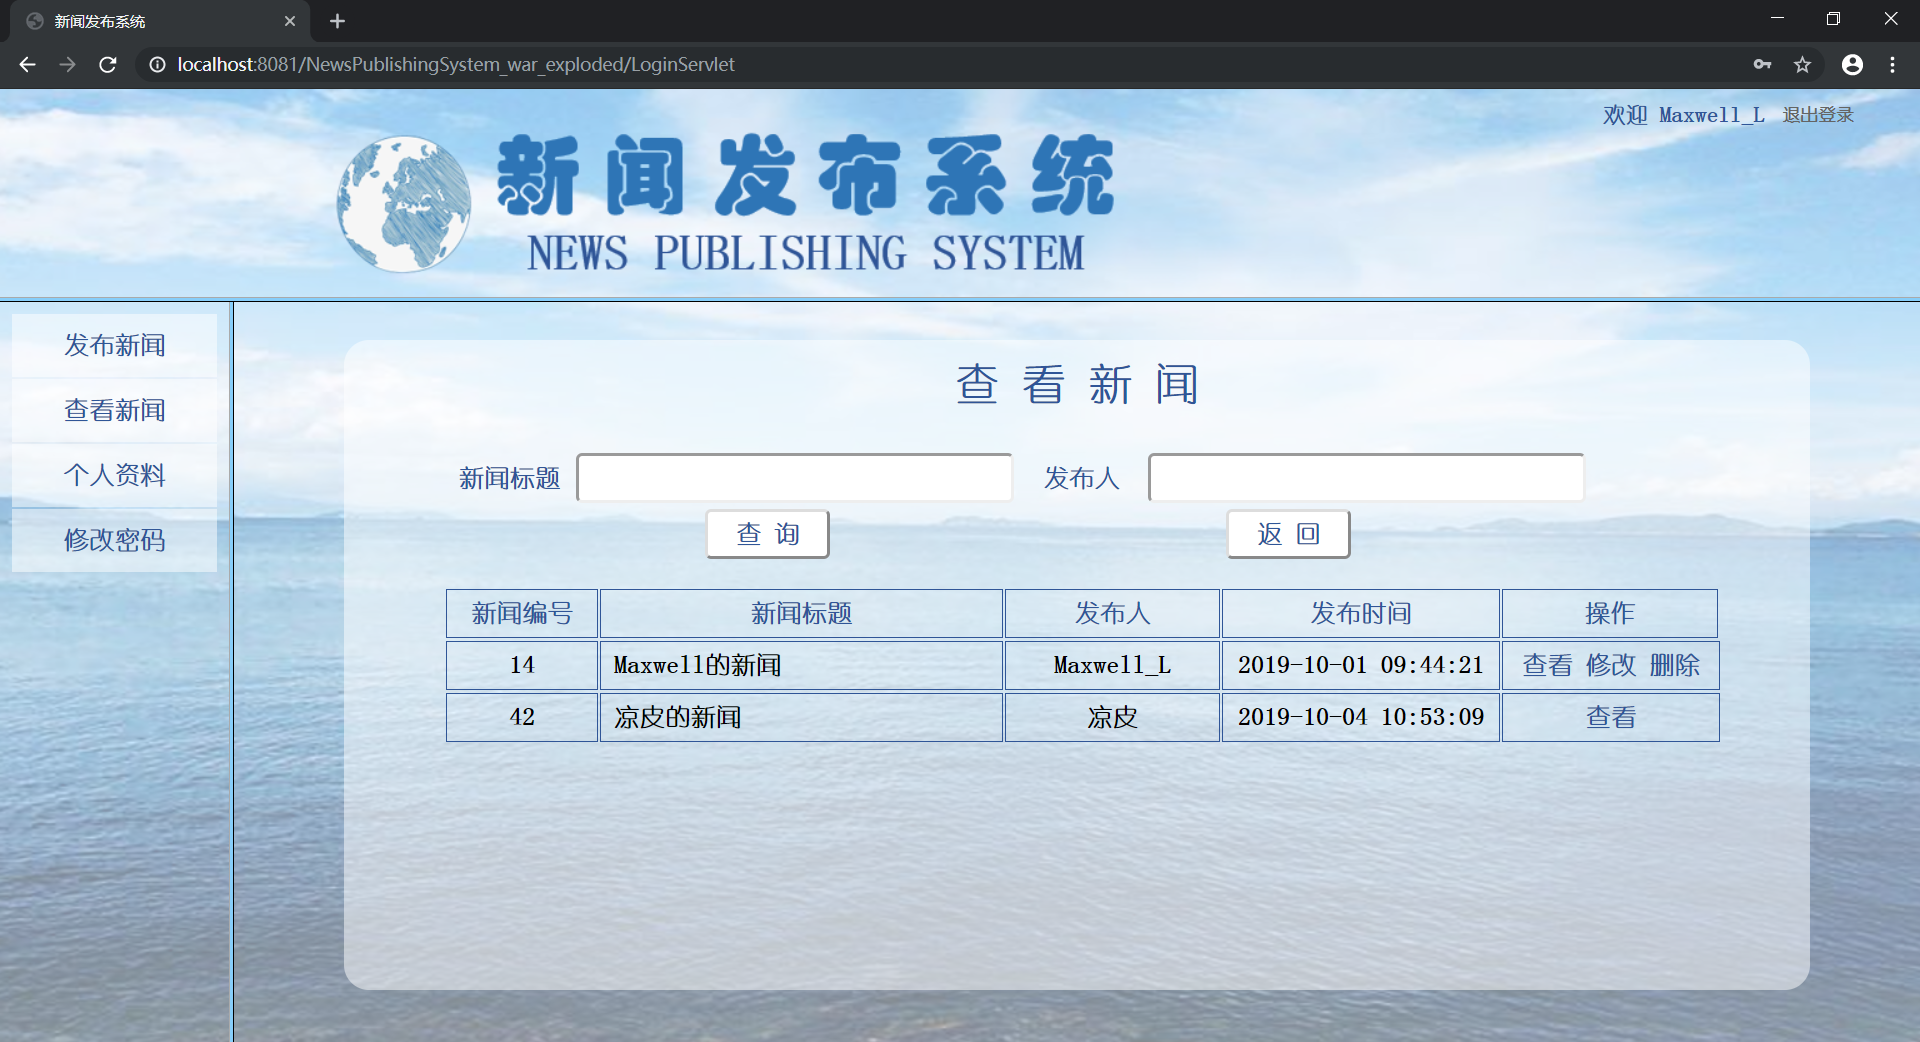 新闻发布系统
localhost:8081/NewsPublishingSystem_war_exploded/LoginServlet
欢迎 Maxwell_L 退出登录
新闻发布系统
NEWS PUBLISHING SYSTEM
发布新闻
查看新闻
个人资料
修改密码
查 看 新 闻
新闻标题 发布人
查 询 返 回
新闻编号 新闻标题 发布人 发布时间 操作
14 Maxwell的新闻 Maxwell_L 2019-10-01 09:44:21 查看 修改 删除
42 凉皮的新闻 凉皮 2019-10-04 10:53:09 查看